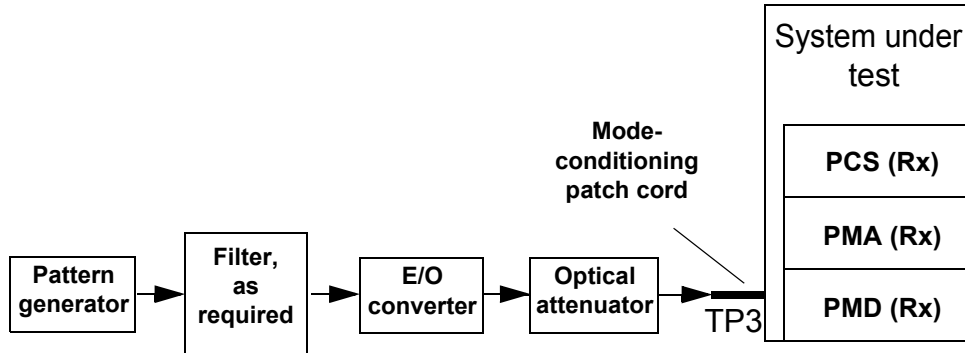 System under
test
Mode-
conditioning
patch cord
PCS (Rx)
PMA (Rx)
PMD (Rx)
Pattern
generator
Filter,
as
required
E/O
converter
Optical
attenuator
TP3